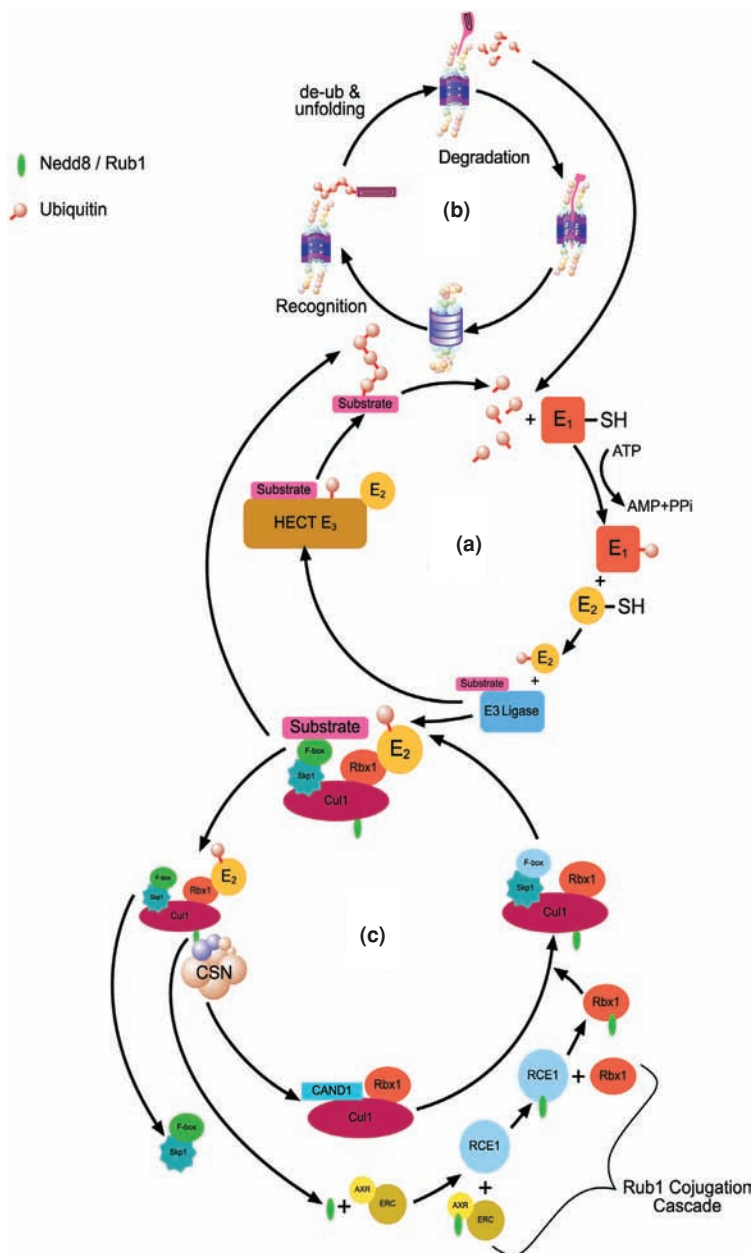 de-ub &
unfolding
Nedd8 / Rub1
Ubiquitin
Degradation
(b)
Recognition
Substrate
+
E1
SH
ATP
AMP+PPi
Substrate
E2
HECT E3
(a)
E1
+
E2
SH
E2
+
Substrate
E3 Ligase
Substrate
F-box
Skp1
Rbx1
E2
Cul1
F-box
Skp1
Rbx1
E2
Cul1
CSN
(c)
F-box
Skp1
Rbx1
Cul1
Rbx1
CAND1
Rbx1
Cul1
RCE1
+
Rbx1
F-box
Skp1
RCE1
+
AXR
ERC
+
AXR
ERC
Rub1 Cojugation
Cascade